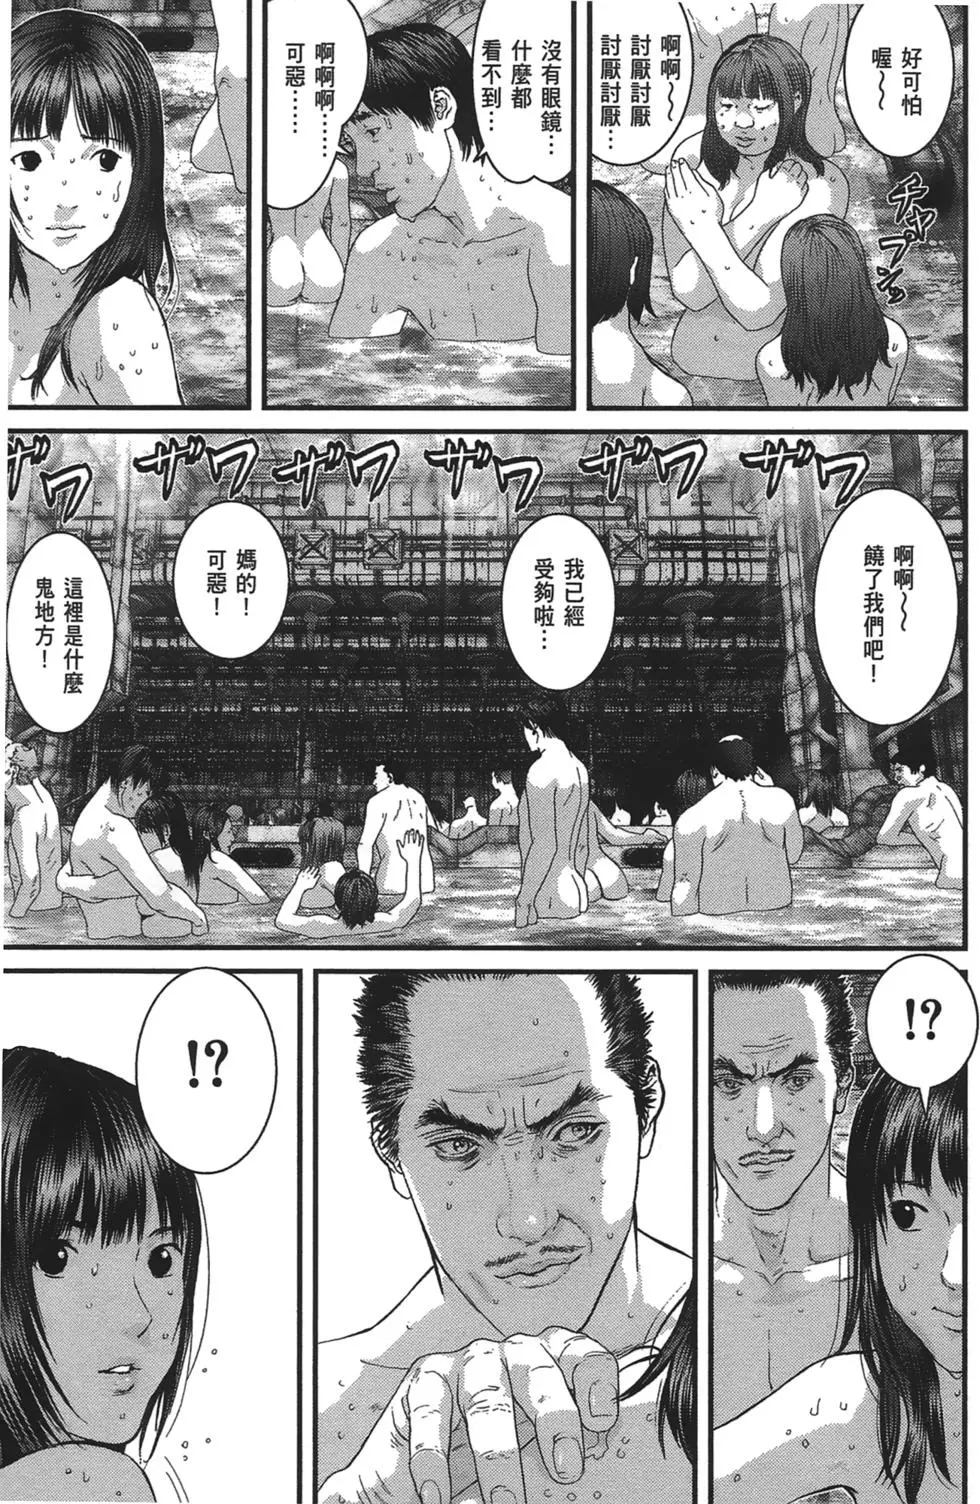 好可怕
喔～
啊啊～
討厭討厭
討厭討厭…
チャプン
沒有眼鏡…
什麼都
看不到…
啊啊啊…
可惡……
ザワ
ザワ
ザワ
ザワ
ザワ
ザワ
啊啊～
饒了我們吧！
我已經
受夠啦…
媽的！
可惡！
這裡是什麼
鬼地方！
!?
!?